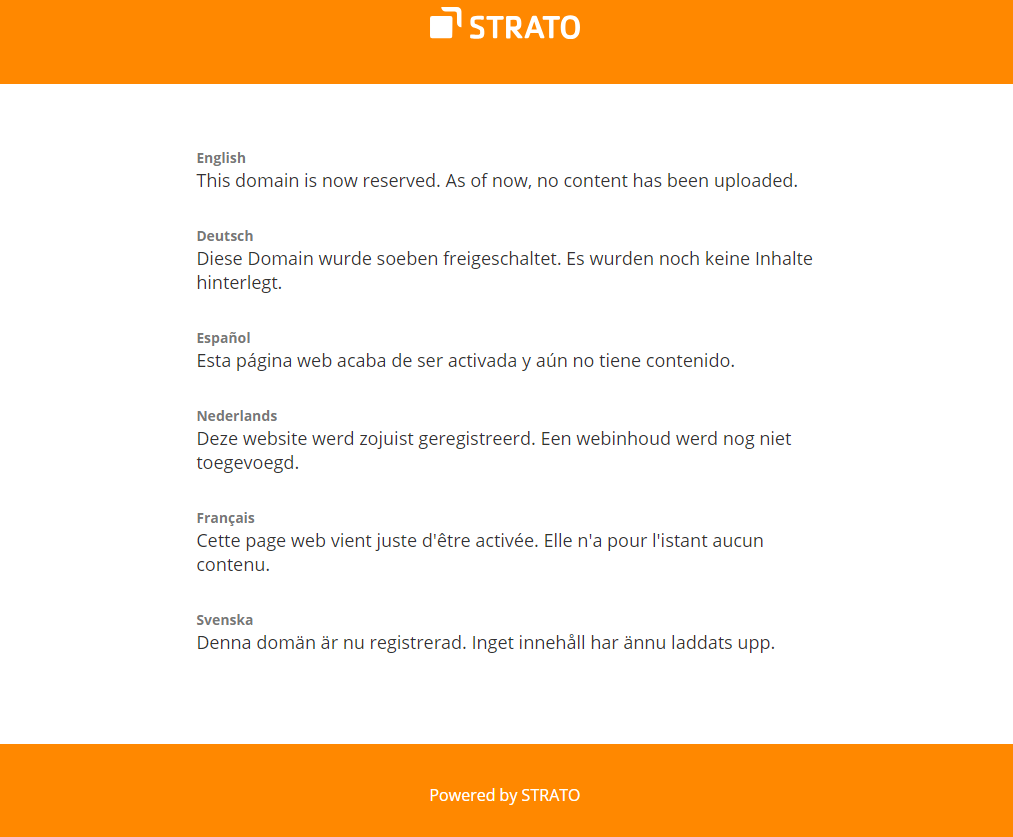 STRATO
English
This domain is now reserved. As of now, no content has been uploaded.
Deutsch
Diese Domain wurde soeben freigeschaltet. Es wurden noch keine Inhalte
hinterlegt.
Español
Esta página web acaba de ser activada y aún no tiene contenido.
Nederlands
Deze website werd zojuist geregistreerd. Een webinhoud werd nog niet
toegevoegd.
Français
Cette page web vient juste d'être activée. Elle n'a pour l'istant aucun
contenu.
Svenska
Denna domän är nu registrerad. Inget innehåll har ännu laddats upp.
Powered by STRATO